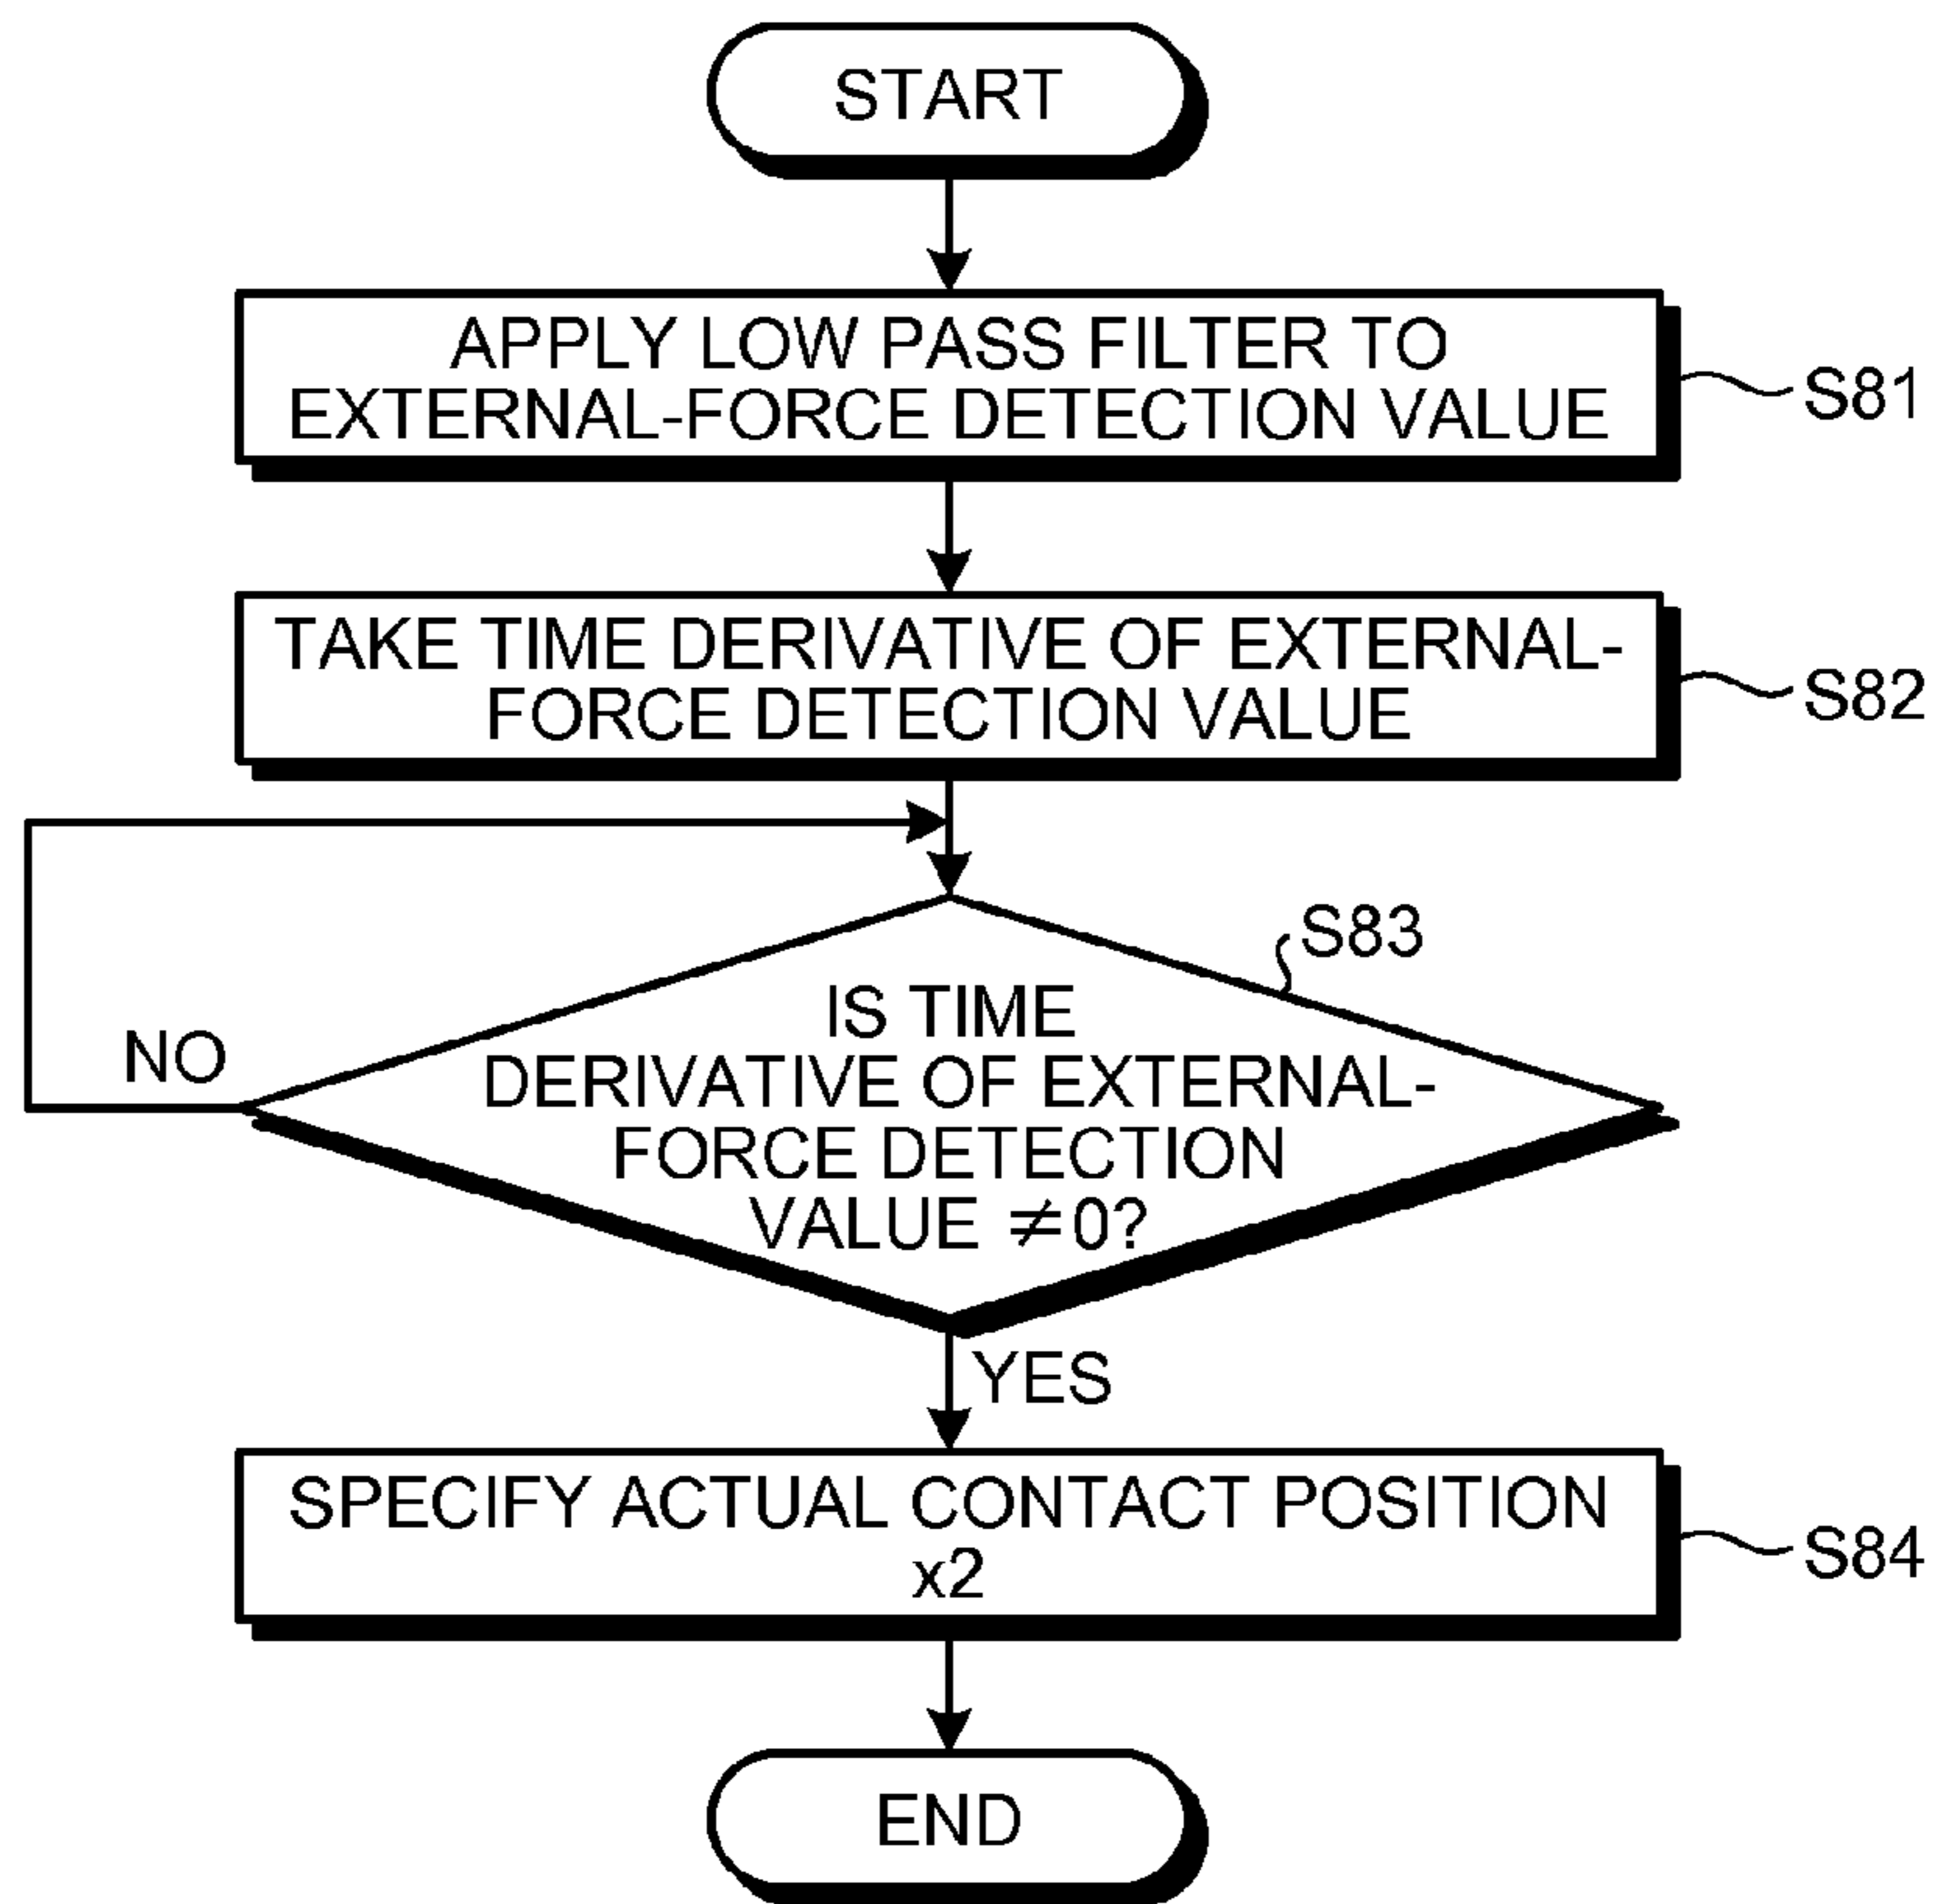 START
APPLY LOW PASS FILTER TO
EXTERNAL-FORCE DETECTION VALUE
S81
TAKE TIME DERIVATIVE OF EXTERNAL-
FORCE DETECTION VALUE
S82
S83
IS TIME
DERIVATIVE OF EXTERNAL-
FORCE DETECTION
VALUE ≠0?
NO
YES
SPECIFY ACTUAL CONTACT POSITION
x2
S84
END